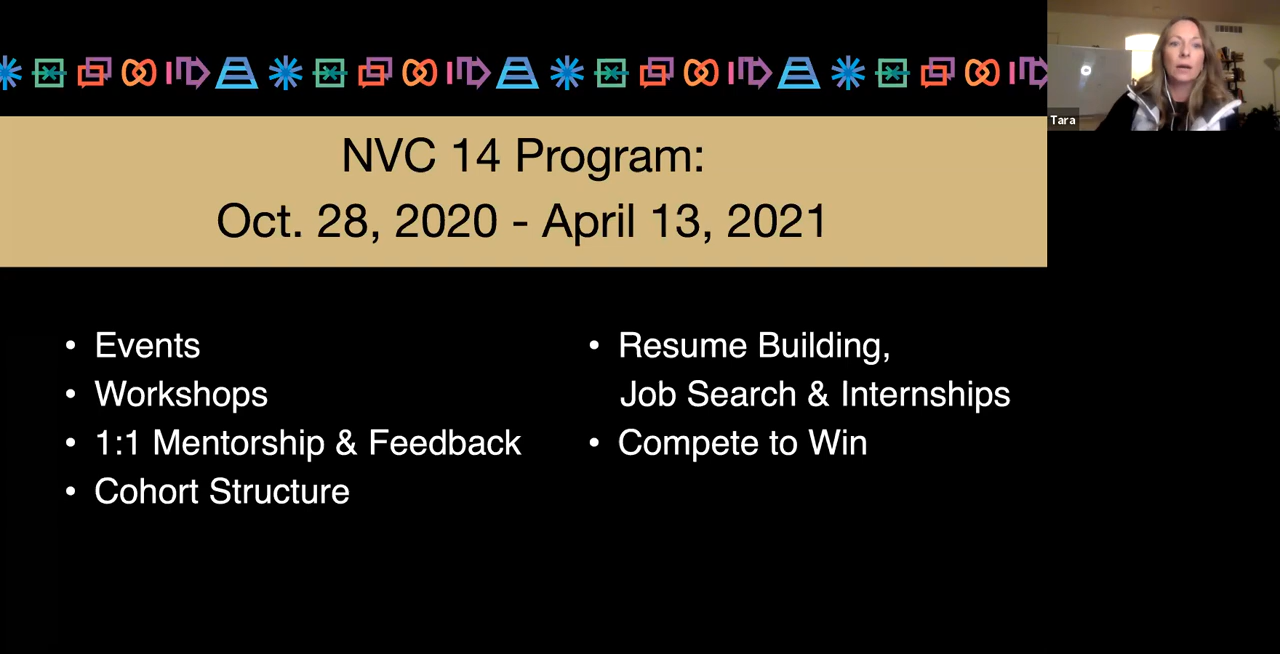 Tara
NVC 14 Program:
Oct. 28, 2020 - April 13, 2021
• Events
• Workshops
• 1:1 Mentorship & Feedback
• Cohort Structure
• Resume Building,
Job Search & Internships
• Compete to Win